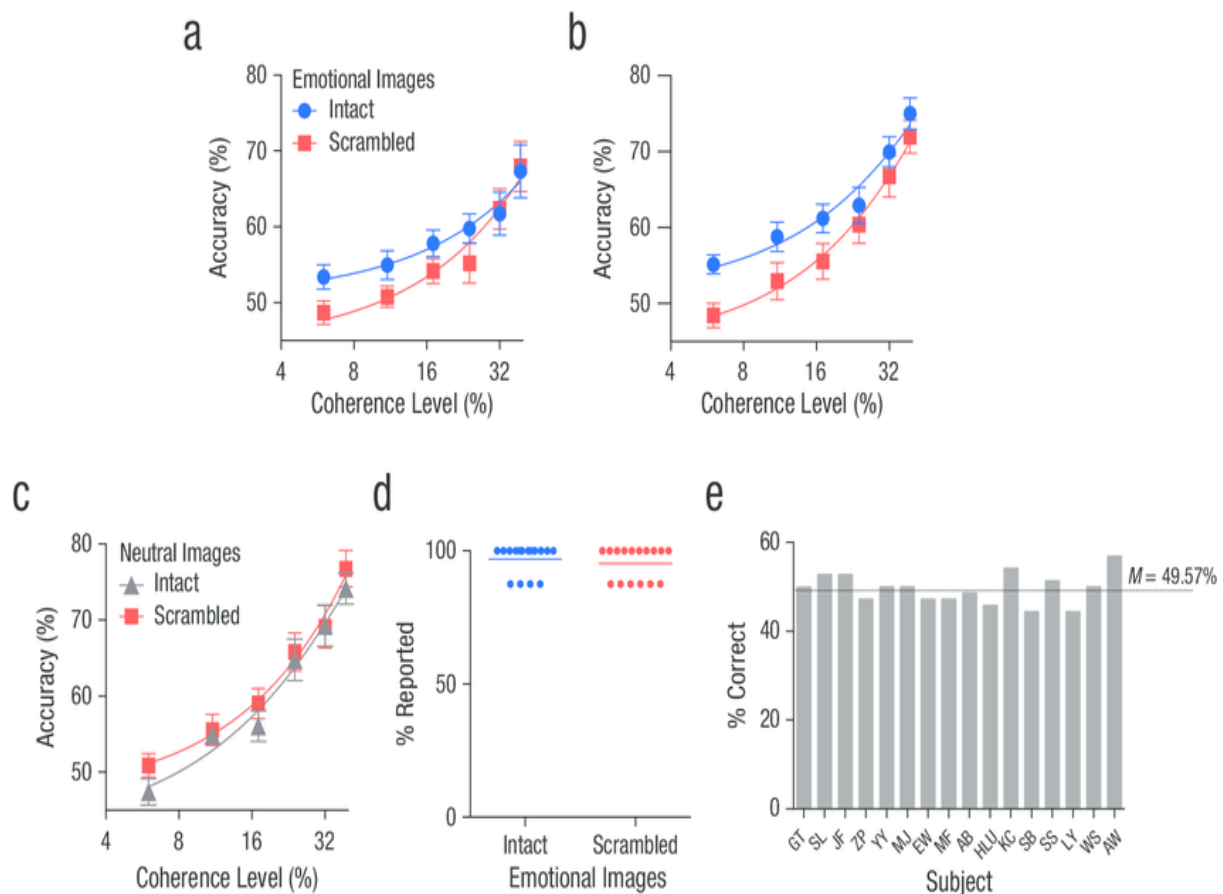 a
Emotional Images
Intact
Scrambled
80
70
60
50
Accuracy (%)
4 8 16 32
Coherence Level (%)
b
80
70
60
50
Accuracy (%)
4 8 16 32
Coherence Level (%)
c
Neutral Images
Intact
Scrambled
80
70
60
50
Accuracy (%)
4 8 16 32
Coherence Level (%)
d
100
50
0
% Reported
Intact Scrambled
Emotional Images
e
60
40
20
0
% Correct
M = 49.57%
GT SL JF ZP YY MJ EW MF AB HLU KC SB SS LY WS AW
Subject